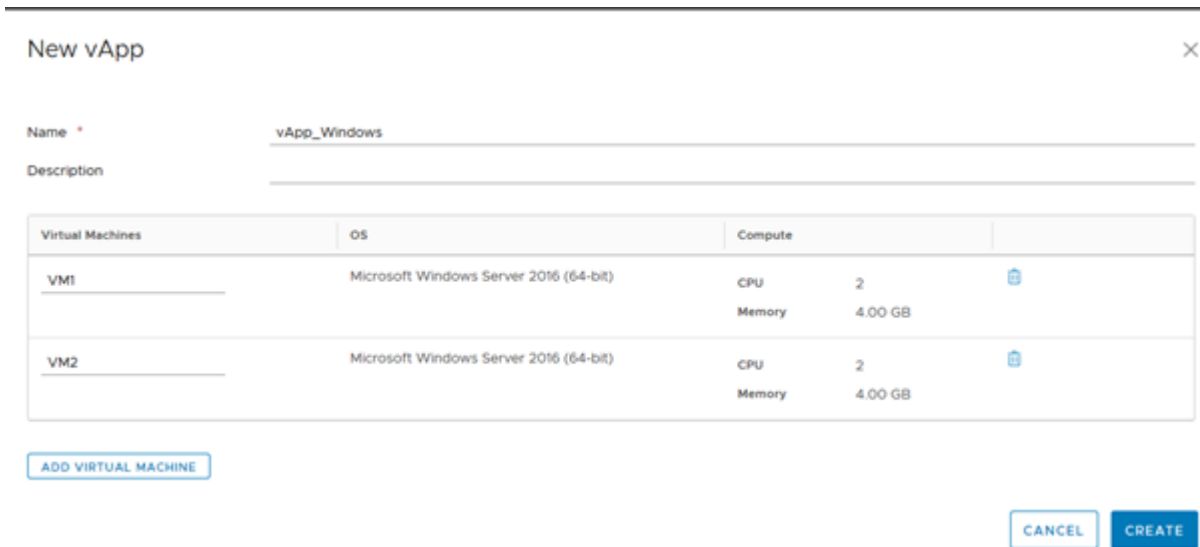 New vApp
Name * vApp_Windows
Description
Virtual Machines OS Compute
VM1 Microsoft Windows Server 2016 (64-bit) CPU 2
Memory 4.00 GB
VM2 Microsoft Windows Server 2016 (64-bit) CPU 2
Memory 4.00 GB
ADD VIRTUAL MACHINE
CANCEL CREATE